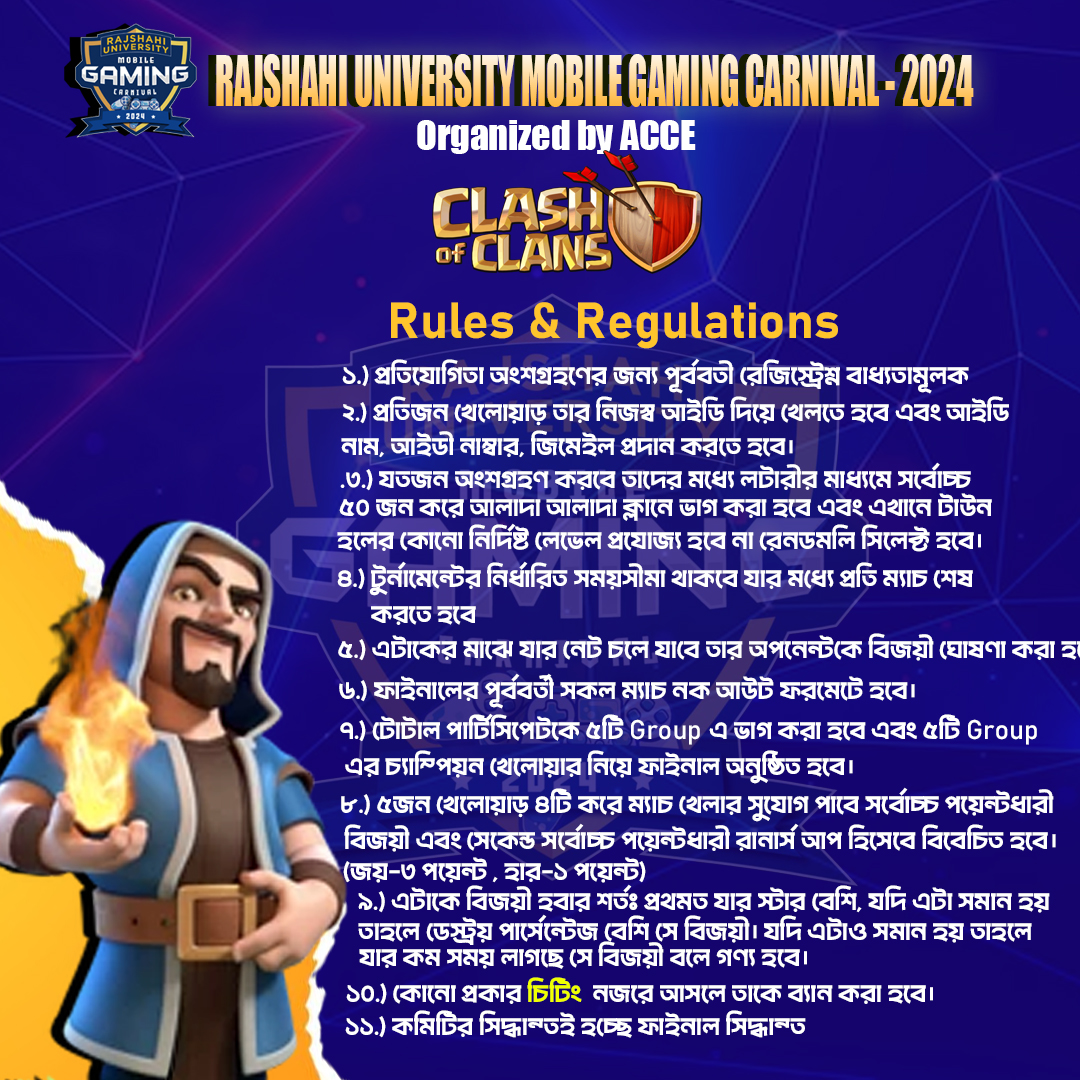 RAJSHAHI
UNIVERSITY
MOBILE
GAMING
CARNIVAL
2024
RAJSHAHI UNIVERSITY MOBILE GAMING CARNIVAL - 2024
Organized by ACCE
CLASH
OF CLANS
Rules & Regulations
১.) প্রতিযোগিতা অংশগ্রহণের জন্য পূর্ববর্তী রেজিস্ট্রেশ্ন বাধ্যতামূলক
২.) প্রতিজন খেলোয়াড় তার নিজস্ব আইডি দিয়ে খেলতে হবে এবং আইডি
নাম, আইডী নাম্বার, জিমেইল প্রদান করতে হবে।
.৩.) যতজন অংশগ্রহণ করবে তাদের মধ্যে লটারীর মাধ্যমে সর্বোচ্চ
৫০ জন করে আলাদা আলাদা ক্লানে ভাগ করা হবে এবং এখানে টাউন
হলের কোনো নির্দিষ্ট লেভেল প্রযোজ্য হবে না রেনডমলি সিলেক্ট হবে।
৪.) টুর্নামেন্টের নির্ধারিত সময়সীমা থাকবে যার মধ্যে প্রতি ম্যাচ শেষ
করতে হবে
৫.) এটাকের মাঝে যার নেট চলে যাবে তার অপনেন্টকে বিজয়ী ঘোষণা করা
৬.) ফাইনালের পূর্ববর্তী সকল ম্যাচ নক আউট ফরমেটে হবে।
৭.) টোটাল পার্টিসিপেটকে ৫টি Group এ ভাগ করা হবে এবং ৫টি Group
এর চ্যাম্পিয়ন খেলোয়ার নিয়ে ফাইনাল অনুষ্ঠিত হবে।
৮.) ৫জন খেলোয়াড় ৪টি করে ম্যাচ খেলার সুযোগ পাবে সর্বোচ্চ পয়েন্টধারী
বিজয়ী এবং সেকেন্ড সর্বোচ্চ পয়েন্টধারী রানার্স আপ হিসেবে বিবেচিত হবে।
(জয়-৩ পয়েন্ট , হার-১ পয়েন্ট)
৯.) এটাকে বিজয়ী হবার শর্তঃ প্রথমত যার স্টার বেশি, যদি এটা সমান হয়
তাহলে ডেস্ট্রয় পার্সেন্টেজ বেশি সে বিজয়ী। যদি এটাও সমান হয় তাহলে
যার কম সময় লাগছে সে বিজয়ী বলে গণ্য হবে।
১০.) কোনো প্রকার চিটিং নজরে আসলে তাকে ব্যান করা হবে।
১১.) কমিটির সিদ্ধান্তই হচ্ছে ফাইনাল সিদ্ধান্ত